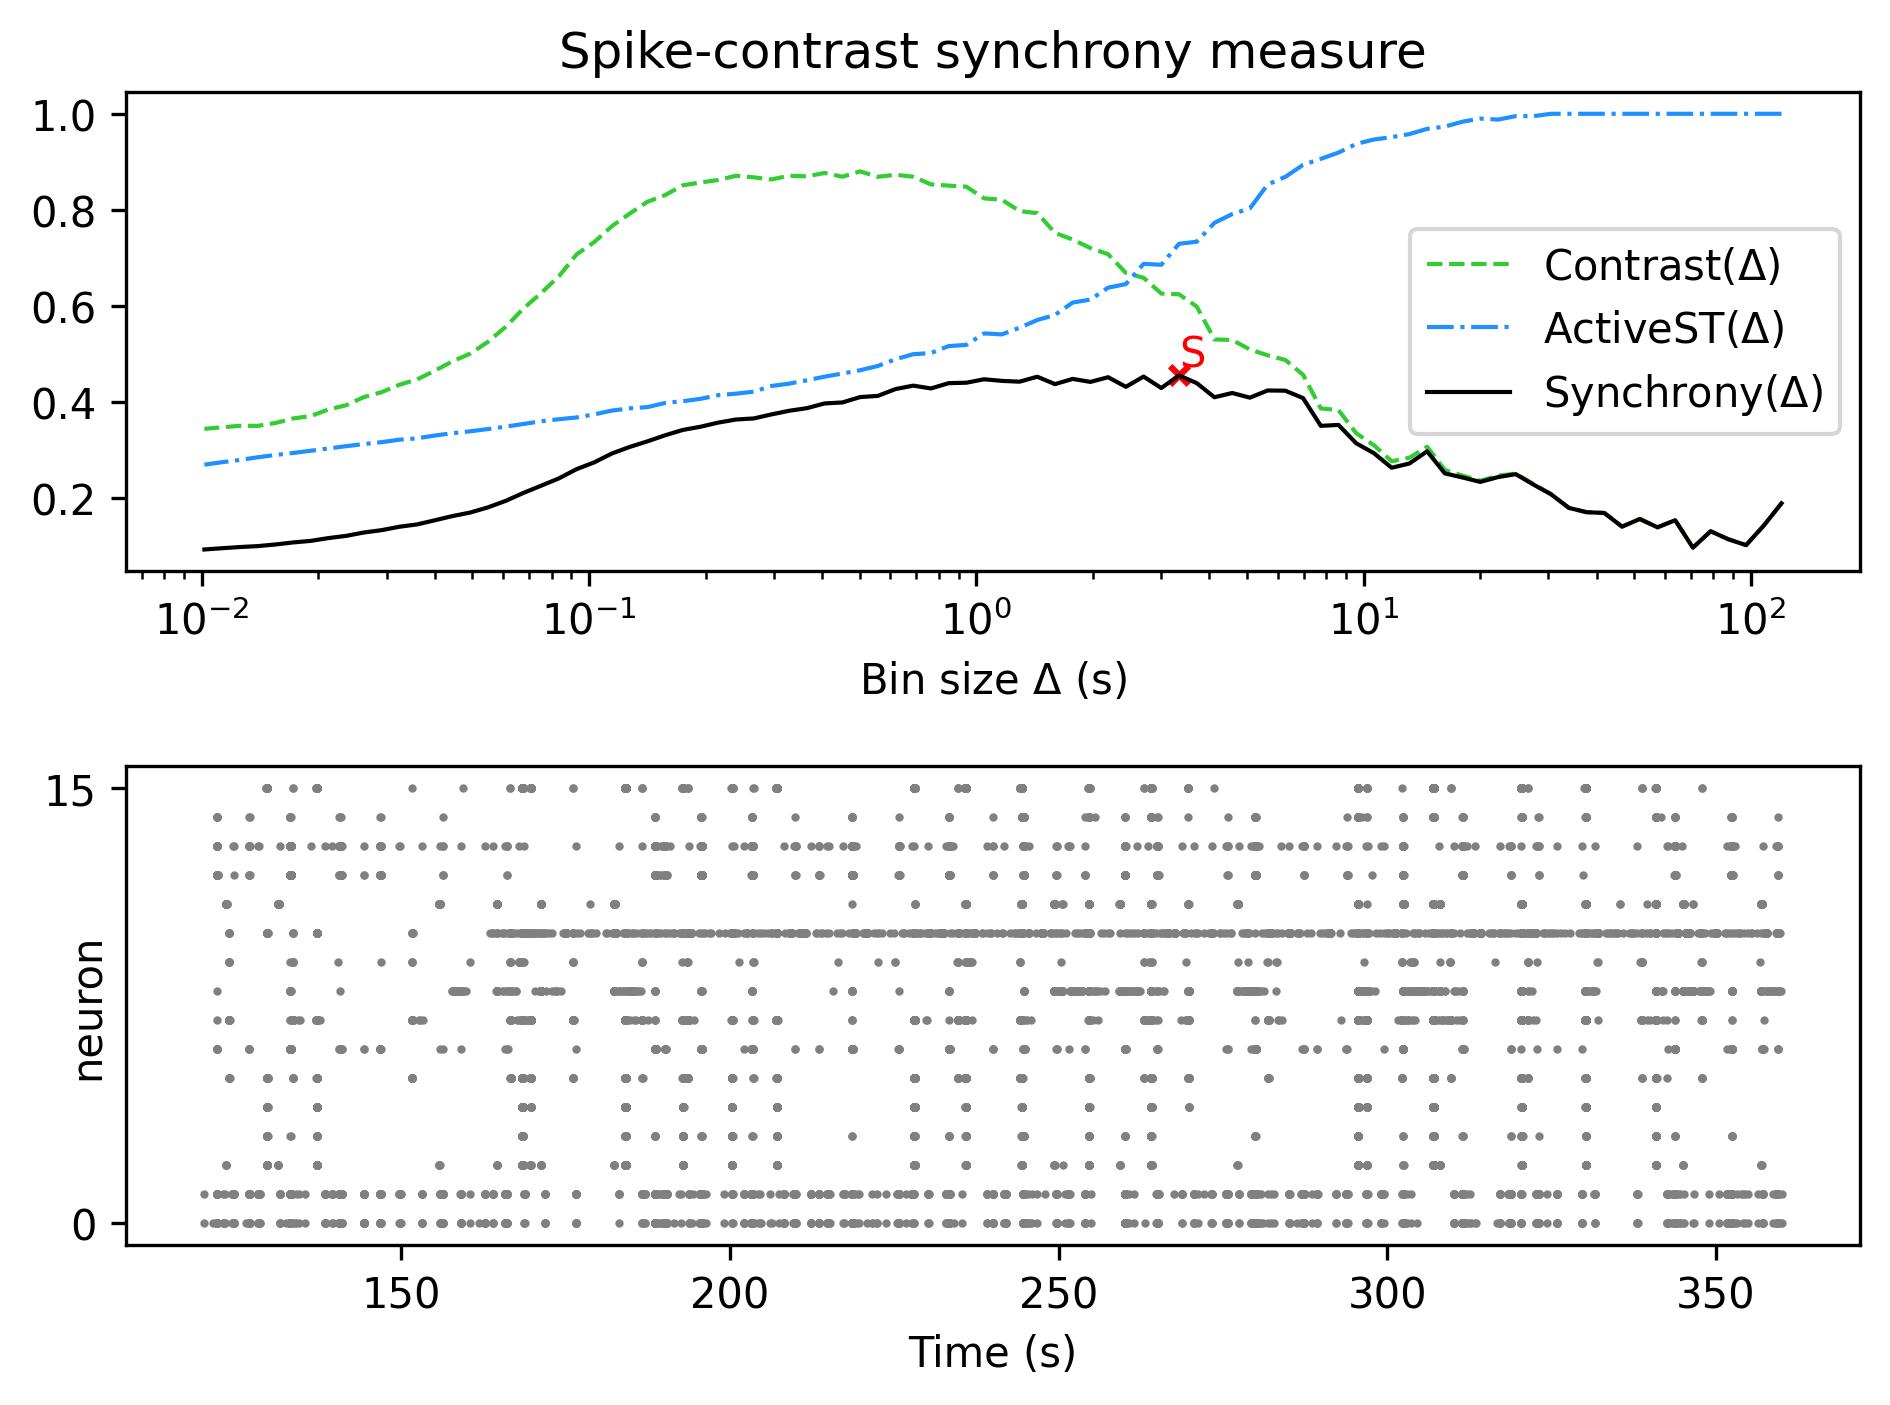 Spike-contrast synchrony measure
1.0
0.8
0.6
0.4
0.2
Contrast(Δ)
ActiveST(Δ)
Synchrony(Δ)
S
10⁻² 10⁻¹ 10⁰ 10¹ 10²
Bin size Δ (s)
15
0
neuron
150 200 250 300 350
Time (s)